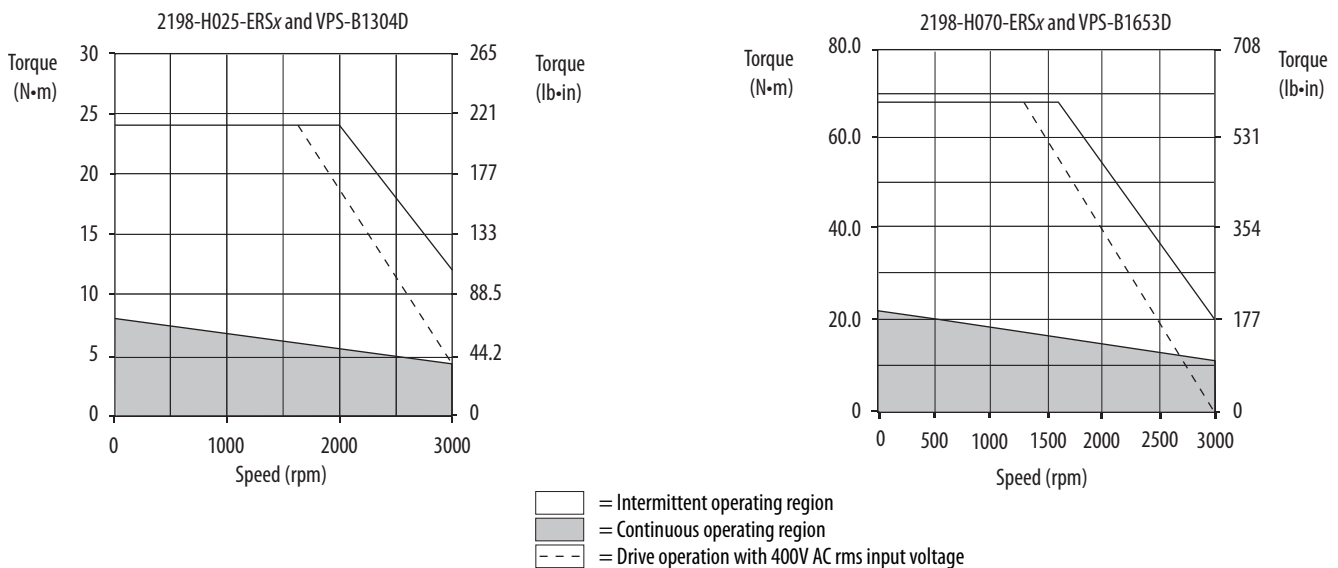 2198-H025-ERSx and VPS-B1304D
Torque
(N•m)
30
25
20
15
10
5
0
265
221
177
133
88.5
44.2
0
Torque
(lb•in)
0
1000
2000
3000
Speed (rpm)
2198-H070-ERSx and VPS-B1653D
Torque
(N•m)
80.0
60.0
40.0
20.0
0
708
531
354
177
0
Torque
(lb•in)
0
500
1000
1500
2000
2500
3000
Speed (rpm)
= Intermittent operating region
= Continuous operating region
= Drive operation with 400V AC rms input voltage